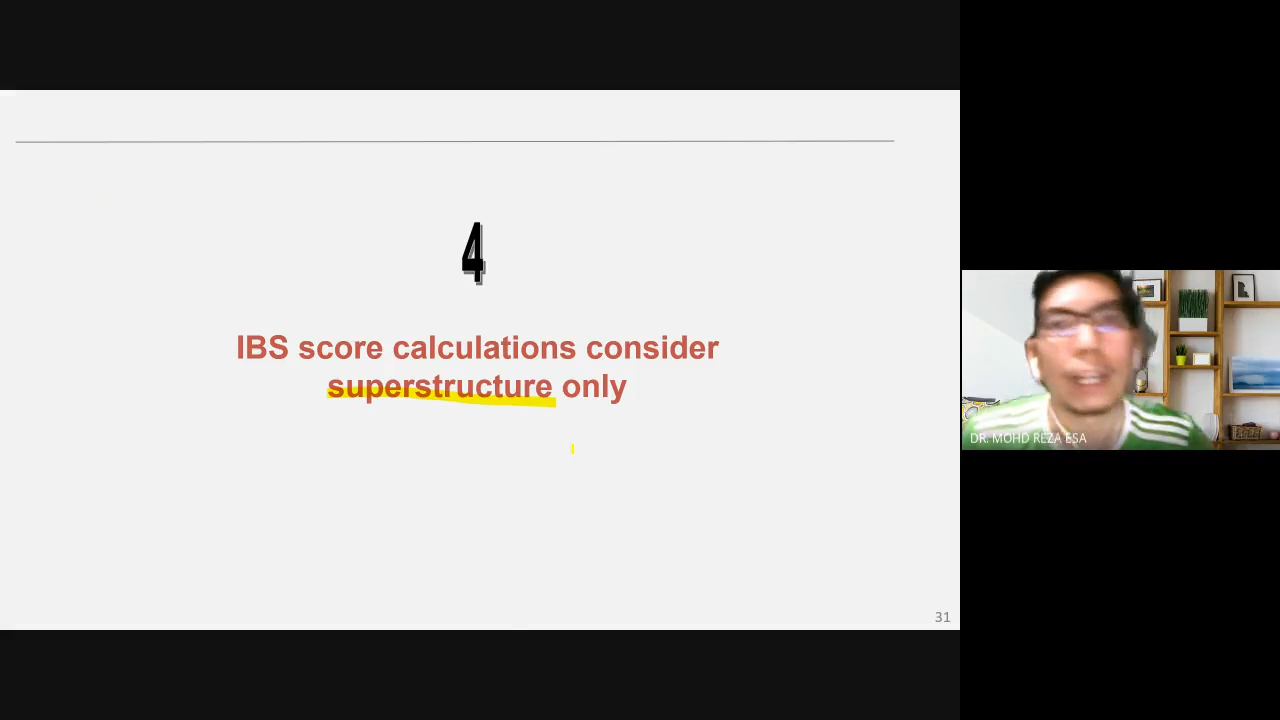 4
IBS score calculations consider
superstructure only
31
DR. MOHD REZA ESA